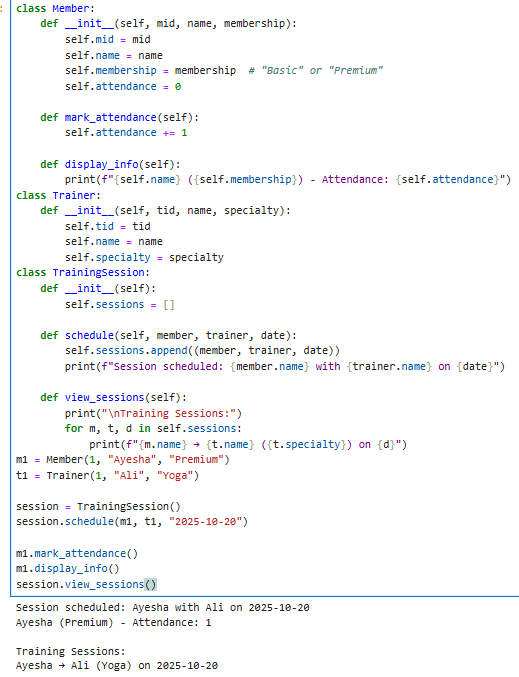 class Member:
    def __init__(self, mid, name, membership):
        self.mid = mid
        self.name = name
        self.membership = membership  # "Basic" or "Premium"
        self.attendance = 0

    def mark_attendance(self):
        self.attendance += 1

    def display_info(self):
        print(f"{self.name} ({self.membership}) - Attendance: {self.attendance}")
class Trainer:
    def __init__(self, tid, name, specialty):
        self.tid = tid
        self.name = name
        self.specialty = specialty
class TrainingSession:
    def __init__(self):
        self.sessions = []

    def schedule(self, member, trainer, date):
        self.sessions.append((member, trainer, date))
        print(f"Session scheduled: {member.name} with {trainer.name} on {date}")

    def view_sessions(self):
        print("\nTraining Sessions:")
        for m, t, d in self.sessions:
            print(f"{m.name} → {t.name} ({t.specialty}) on {d}")
m1 = Member(1, "Ayesha", "Premium")
t1 = Trainer(1, "Ali", "Yoga")

session = TrainingSession()
session.schedule(m1, t1, "2025-10-20")

m1.mark_attendance()
m1.display_info()
session.view_sessions()
Session scheduled: Ayesha with Ali on 2025-10-20
Ayesha (Premium) - Attendance: 1

Training Sessions:
Ayesha → Ali (Yoga) on 2025-10-20